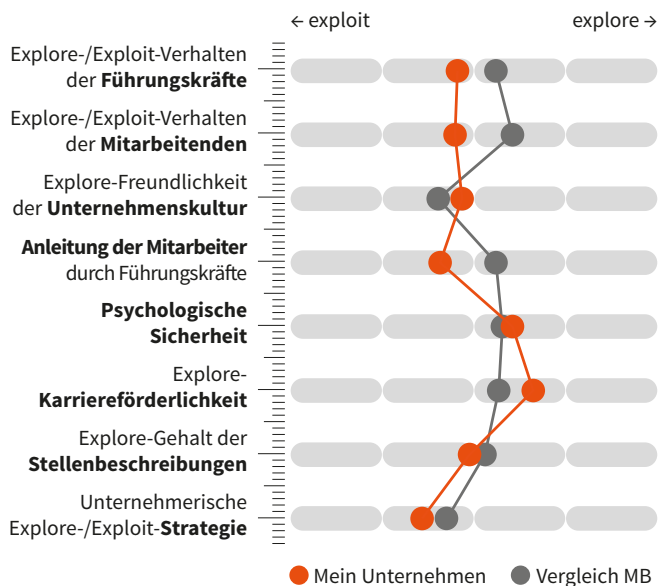 ← exploit explore →
Explore-/Exploit-Verhalten
der Führungskräfte
Explore-/Exploit-Verhalten
der Mitarbeitenden
Explore-Freundlichkeit
der Unternehmenskultur
Anleitung der Mitarbeiter
durch Führungskräfte
Psychologische
Sicherheit
Explore-
Karriereförderlichkeit
Explore-Gehalt der
Stellenbeschreibungen
Unternehmerische
Explore-/Exploit-Strategie
Mein Unternehmen Vergleich MB